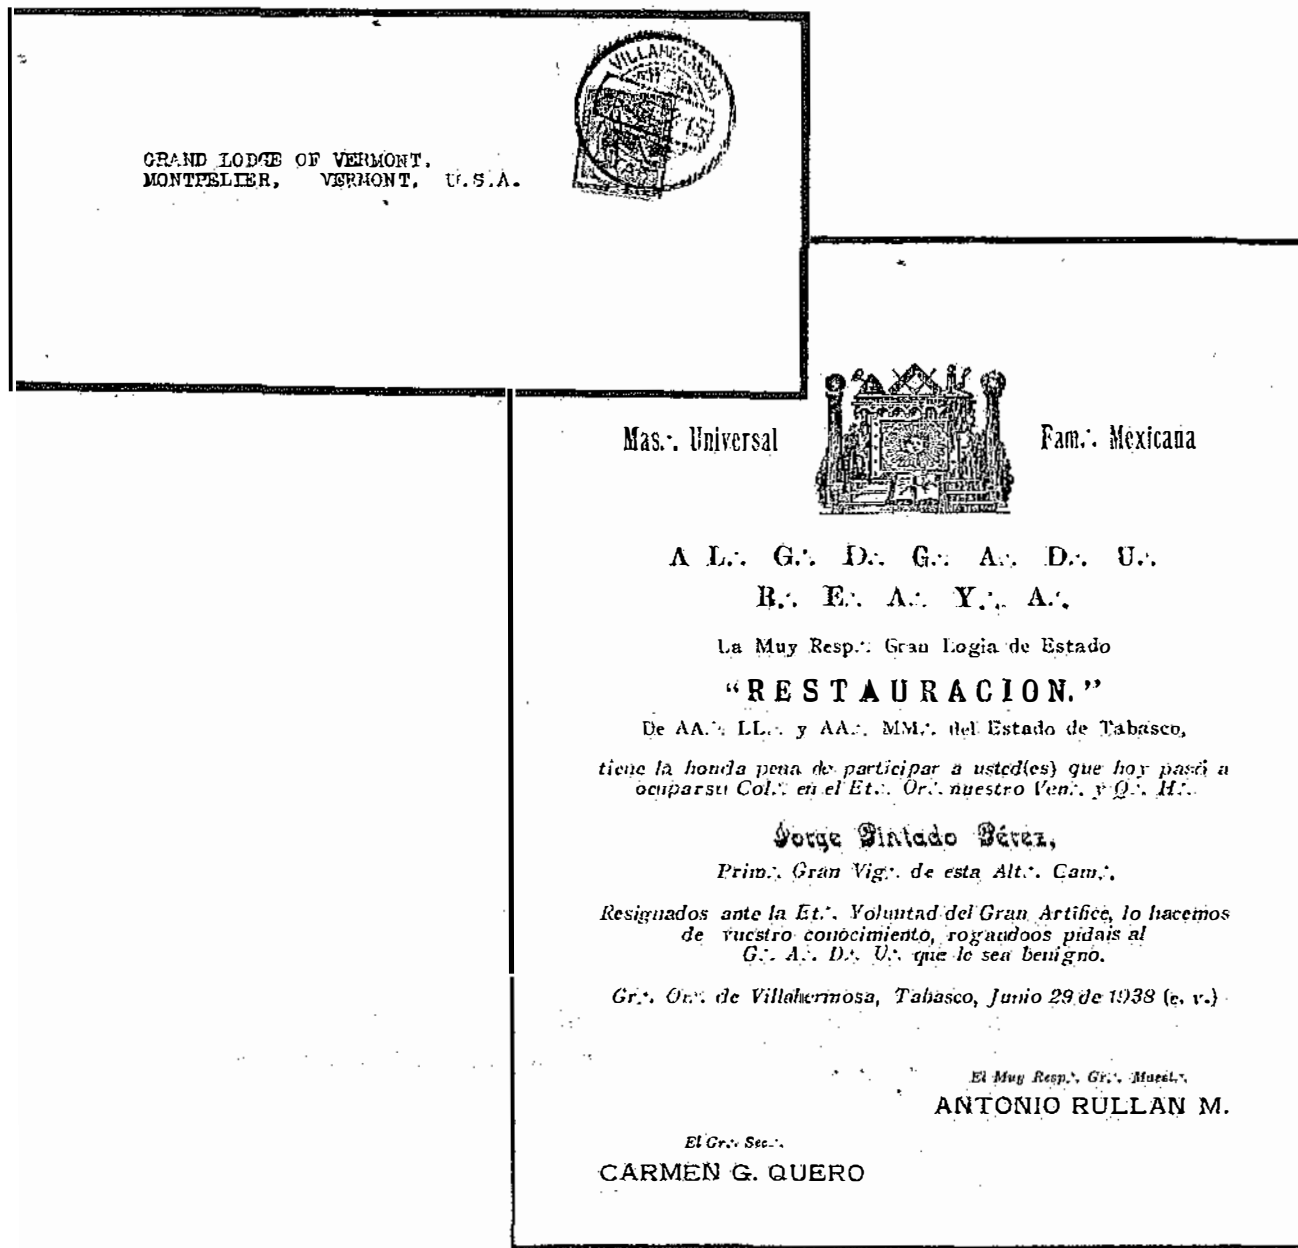 VILLAHERMOSA
GRAND LODGE OF VERMONT.
MONTPELIER, VERMONT, U.S.A.
Mas∴ Universal
Fam∴ Mexicana
A L∴ G∴ D∴ G∴ A∴ D∴ U∴
R∴ E∴ A∴ Y∴ A∴
La Muy Resp∴ Gran Logia de Estado
"RESTAURACION."
De AA∴ LL∴ y AA∴ MM∴ del Estado de Tabasco,
tiene la honda pena de participar a usted(es) que hoy pasó a
ocuparsu Col∴ en el Et∴ Or∴ nuestro Ven∴ y Q∴ H∴
Jorge Pintado Pérez,
Prim∴ Gran Vig∴ de esta Alt∴ Cam∴
Resignados ante la Et∴ Voluntad del Gran Artífice, lo hacemos
de vuestro conocimiento, rogandoos pidais al
G∴ A∴ D∴ U∴ que le sea benigno.
Gr∴ Or∴ de Villahermosa, Tabasco, Junio 29 de 1938 (e. v.)
El Muy Resp∴ Gr∴ Maest∴
ANTONIO RULLAN M.
El Gr∴ Sec∴
CARMEN G. QUERO